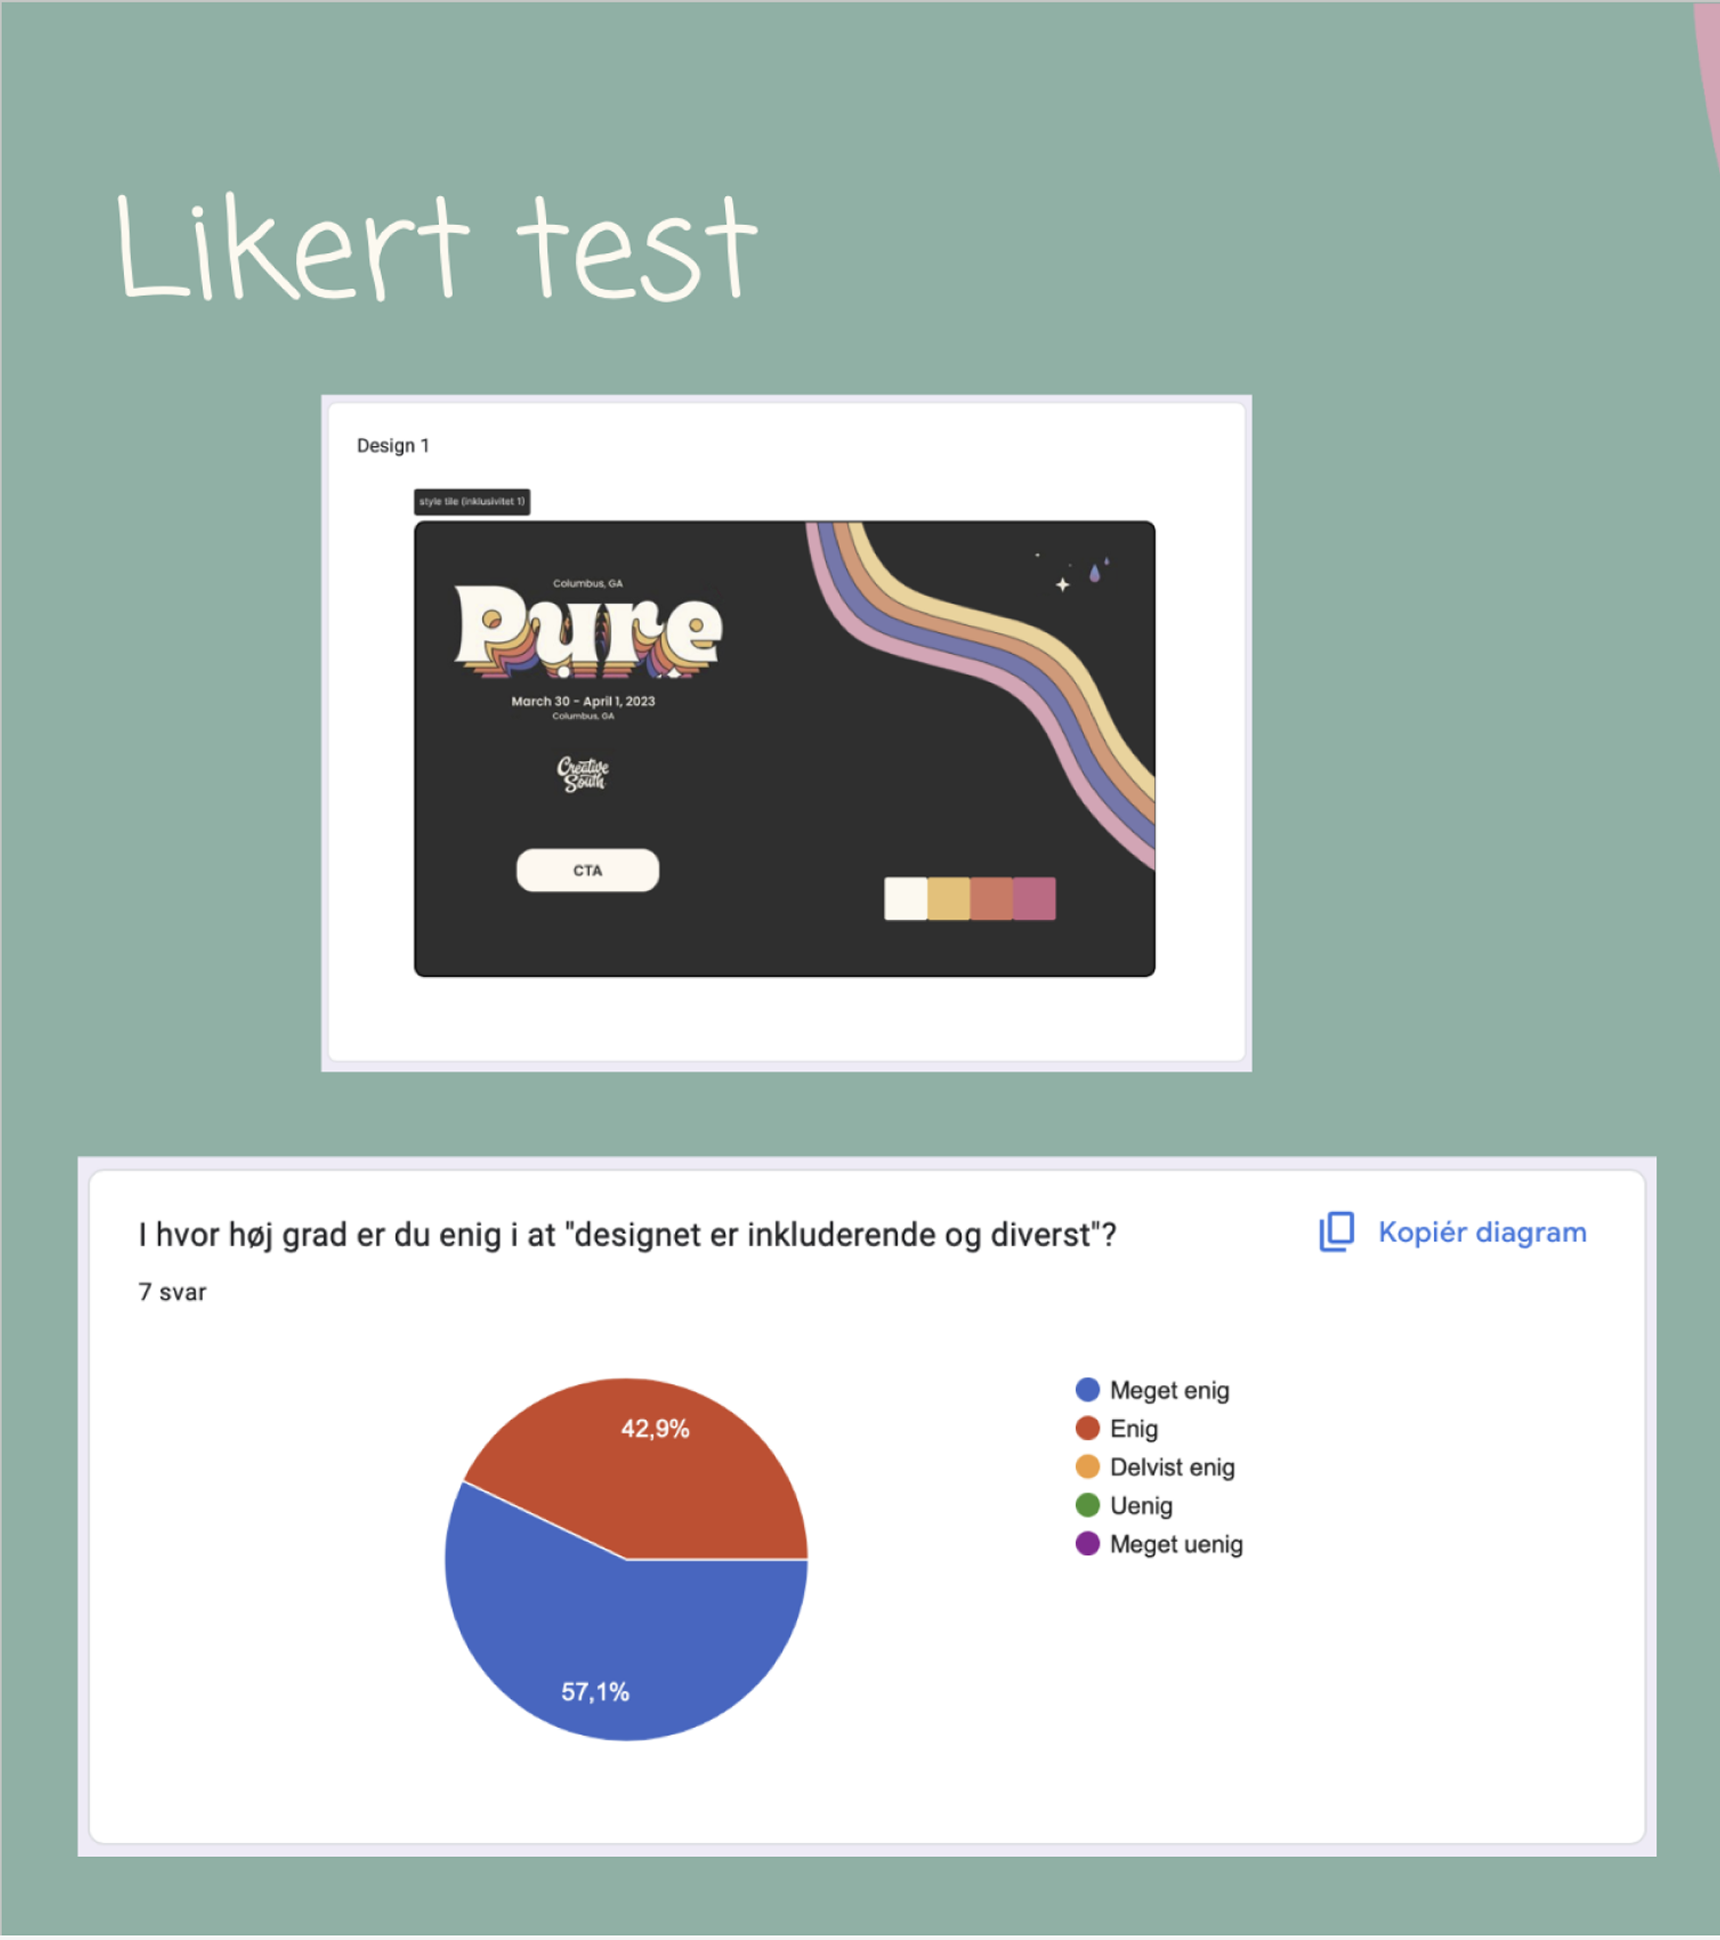 Likert test
Design 1
style tile (inklusivitet 1)
Columbus, GA
Pure
March 30 - April 1, 2023
Columbus, GA
Creative
South
CTA
I hvor høj grad er du enig i at "designet er inkluderende og diverst"?
Kopiér diagram
7 svar
42,9%
57,1%
Meget enig
Enig
Delvist enig
Uenig
Meget uenig